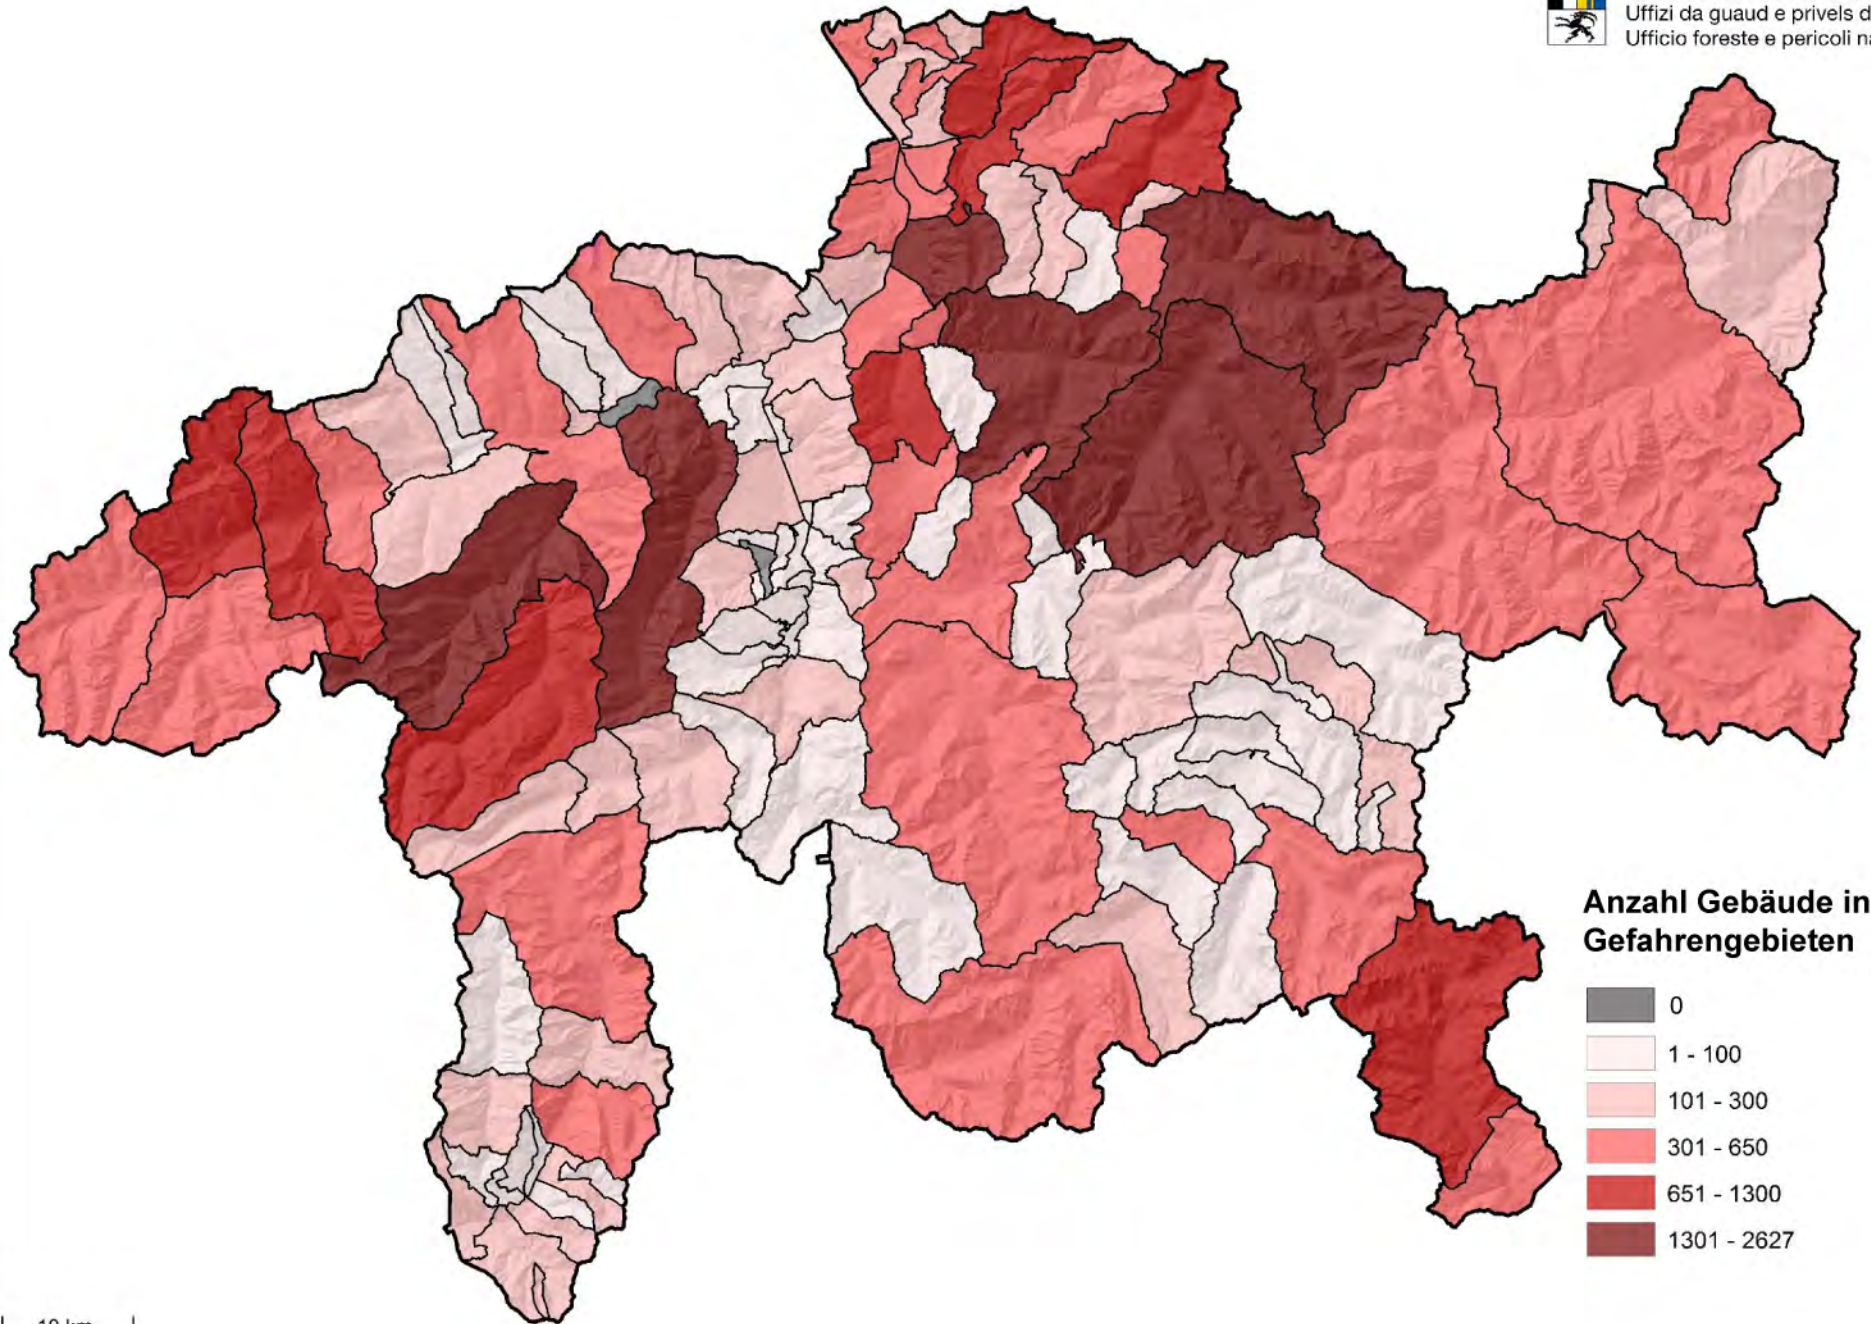 Uffizi da guaud e privels d
Ufficio foreste e pericoli na
Anzahl Gebäude in
Gefahrengebieten
0
1 - 100
101 - 300
301 - 650
651 - 1300
1301 - 2627
10 km